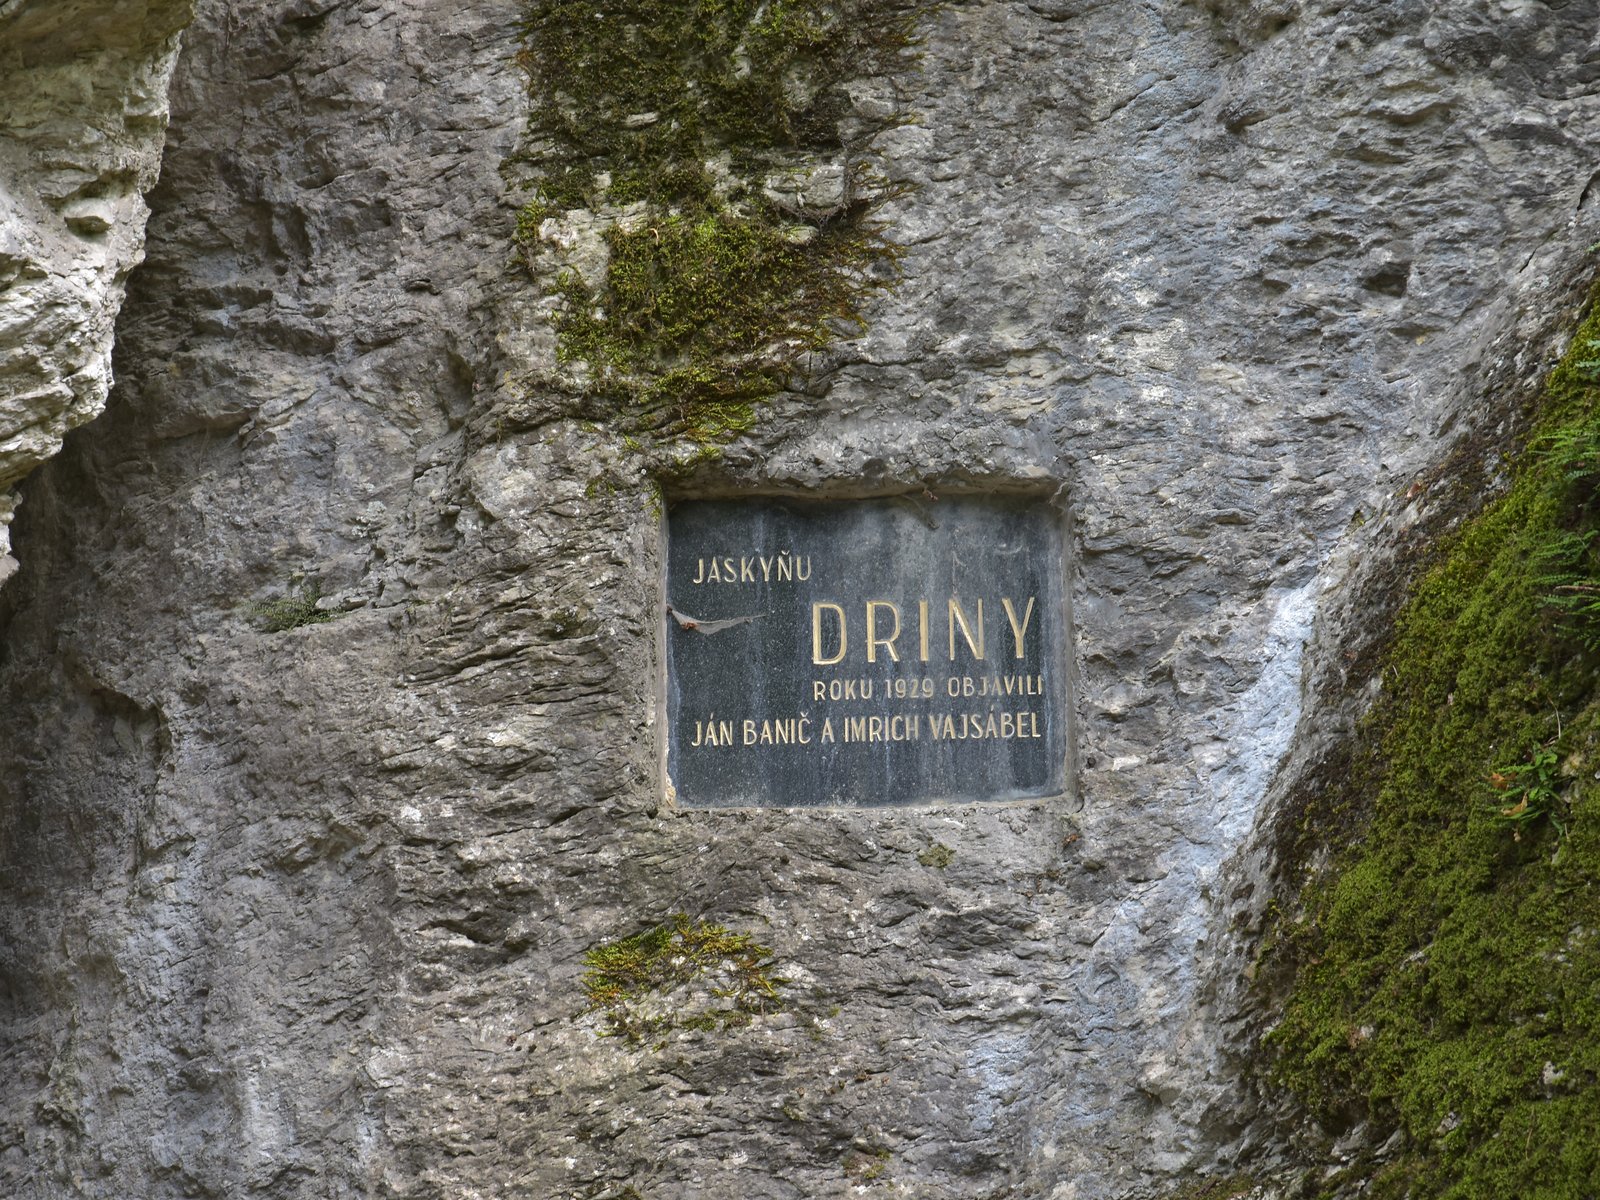 JASKYŇU
DRINY
ROKU 1929 OBJAVILI
JÁN BANIČ A IMRICH VAJSÁBEL